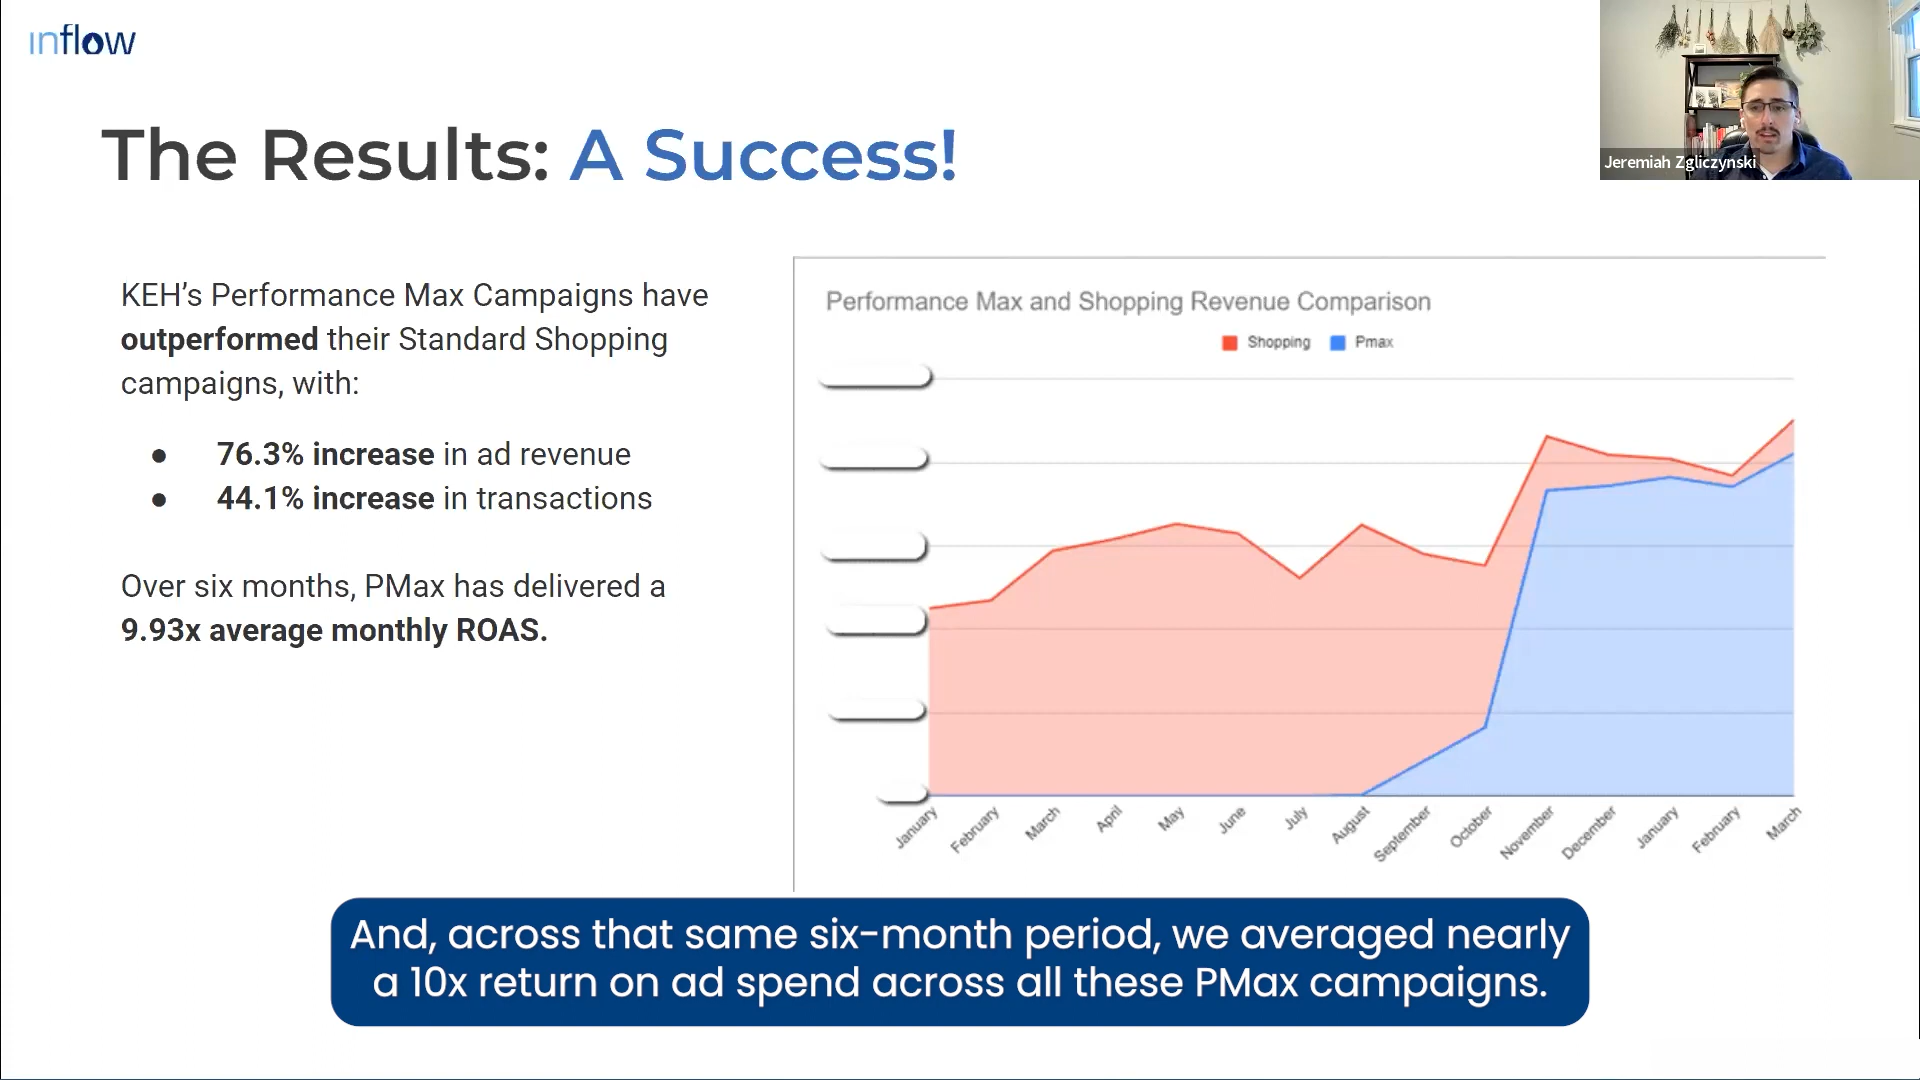 inflow
Jeremiah Zgliczynski
The Results: A Success!
KEH’s Performance Max Campaigns have
outperformed their Standard Shopping
campaigns, with:
● 76.3% increase in ad revenue
● 44.1% increase in transactions
Over six months, PMax has delivered a
9.93x average monthly ROAS.
Performance Max and Shopping Revenue Comparison
Shopping Pmax
January February March April May June July August September October November December January February March
And, across that same six-month period, we averaged nearly
a 10x return on ad spend across all these PMax campaigns.